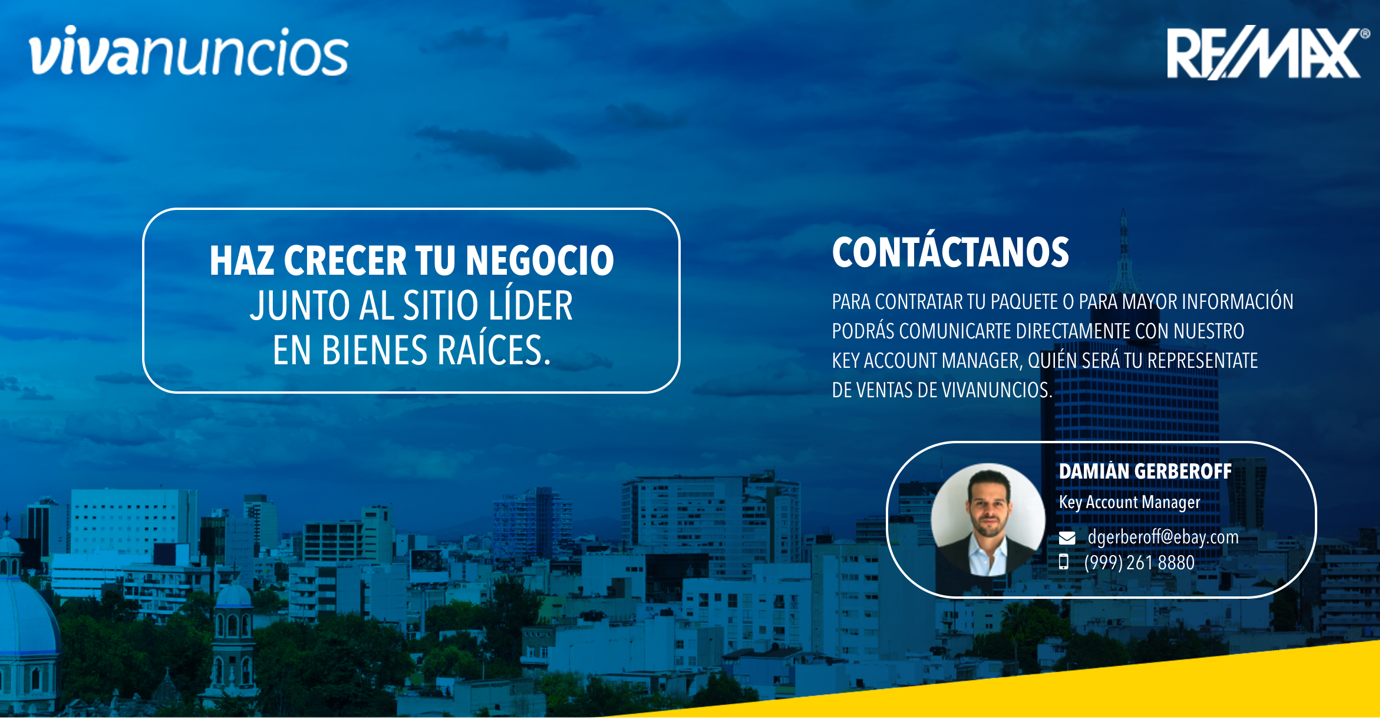 vivanuncios
RE/MAX®
HAZ CRECER TU NEGOCIO
JUNTO AL SITIO LÍDER
EN BIENES RAÍCES.
CONTÁCTANOS
PARA CONTRATAR TU PAQUETE O PARA MAYOR INFORMACIÓN
PODRÁS COMUNICARTE DIRECTAMENTE CON NUESTRO
KEY ACCOUNT MANAGER, QUIÉN SERÁ TU REPRESENTATE
DE VENTAS DE VIVANUNCIOS.
DAMIÁN GERBEROFF
Key Account Manager
dgerberoff@ebay.com
(999) 261 8880